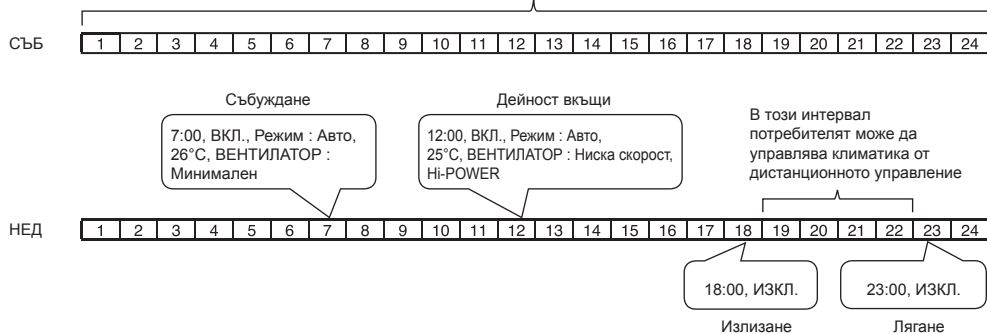 СЪБ 1 2 3 4 5 6 7 8 9 10 11 12 13 14 15 16 17 18 19 20 21 22 23 24
Събуждане
7:00, ВКЛ., Режим : Авто,
26°C, ВЕНТИЛАТОР :
Минимален
Дейност вкъщи
12:00, ВКЛ., Режим : Авто,
25°C, ВЕНТИЛАТОР : Ниска скорост,
Hi-POWER
В този интервал
потребителят може да
управлява климатика от
дистанционното управление
НЕД 1 2 3 4 5 6 7 8 9 10 11 12 13 14 15 16 17 18 19 20 21 22 23 24
18:00, ИЗКЛ.
Излизане
23:00, ИЗКЛ.
Лягане